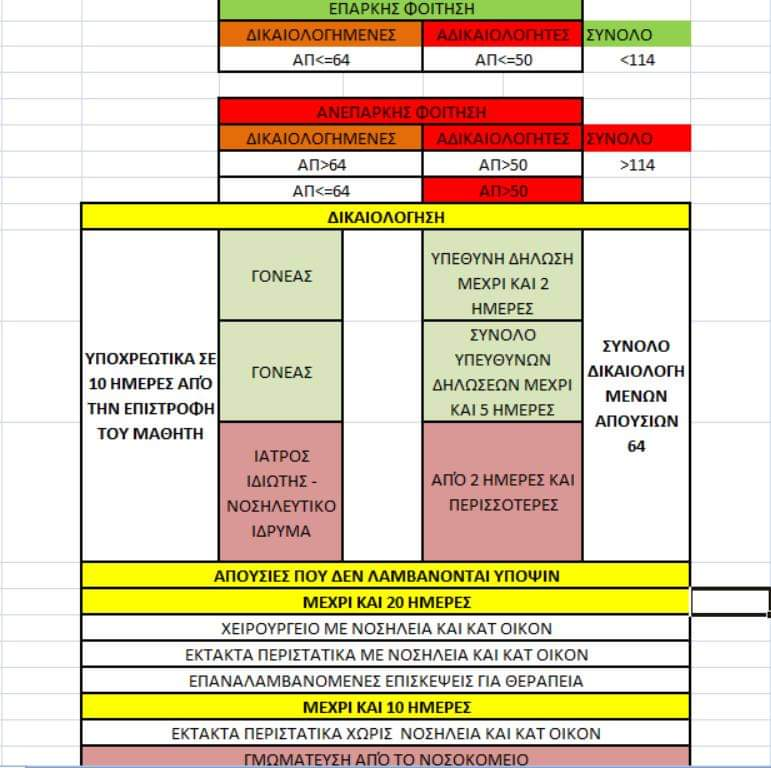 ΕΠΑΡΚΗΣ ΦΟΙΤΗΣΗ
ΔΙΚΑΙΟΛΟΓΗΜΕΝΕΣ ΑΔΙΚΑΙΟΛΟΓΗΤΕΣ ΣΥΝΟΛΟ
ΑΠ<=64 ΑΠ<=50 <114
ΑΝΕΠΑΡΚΗΣ ΦΟΙΤΗΣΗ
ΔΙΚΑΙΟΛΟΓΗΜΕΝΕΣ ΑΔΙΚΑΙΟΛΟΓΗΤΕΣ ΣΥΝΟΛΟ
ΑΠ>64 ΑΠ>50 >114
ΑΠ<=64 ΑΠ>50
ΔΙΚΑΙΟΛΟΓΗΣΗ
ΥΠΟΧΡΕΩΤΙΚΑ ΣΕ
10 ΗΜΕΡΕΣ ΑΠΌ
ΤΗΝ ΕΠΙΣΤΡΟΦΗ
ΤΟΥ ΜΑΘΗΤΗ
ΓΟΝΕΑΣ
ΥΠΕΘΥΝΗ ΔΗΛΩΣΗ
ΜΕΧΡΙ ΚΑΙ 2
ΗΜΕΡΕΣ
ΓΟΝΕΑΣ
ΣΥΝΟΛΟ
ΥΠΕΥΘΥΝΩΝ
ΔΗΛΩΣΕΩΝ ΜΕΧΡΙ
ΚΑΙ 5 ΗΜΕΡΕΣ
ΙΑΤΡΟΣ
ΙΔΙΩΤΗΣ -
ΝΟΣΗΛΕΥΤΙΚΟ
ΙΔΡΥΜΑ
ΑΠΌ 2 ΗΜΕΡΕΣ ΚΑΙ
ΠΕΡΙΣΣΟΤΕΡΕΣ
ΣΥΝΟΛΟ
ΔΙΚΑΙΟΛΟΓΗ
ΜΕΝΩΝ
ΑΠΟΥΣΙΩΝ
64
ΑΠΟΥΣΙΕΣ ΠΟΥ ΔΕΝ ΛΑΜΒΑΝΟΝΤΑΙ ΥΠΟΨΙΝ
ΜΕΧΡΙ ΚΑΙ 20 ΗΜΕΡΕΣ
ΧΕΙΡΟΥΡΓΕΙΟ ΜΕ ΝΟΣΗΛΕΙΑ ΚΑΙ ΚΑΤ ΟΙΚΟΝ
ΕΚΤΑΚΤΑ ΠΕΡΙΣΤΑΤΙΚΑ ΜΕ ΝΟΣΗΛΕΙΑ ΚΑΙ ΚΑΤ ΟΙΚΟΝ
ΕΠΑΝΑΛΑΜΒΑΝΟΜΕΝΕΣ ΕΠΙΣΚΕΨΕΙΣ ΓΙΑ ΘΕΡΑΠΕΙΑ
ΜΕΧΡΙ ΚΑΙ 10 ΗΜΕΡΕΣ
ΕΚΤΑΚΤΑ ΠΕΡΙΣΤΑΤΙΚΑ ΧΩΡΙΣ ΝΟΣΗΛΕΙΑ ΚΑΙ ΚΑΤ ΟΙΚΟΝ
ΓΜΩΜΑΤΕΥΣΗ ΑΠΌ ΤΟ ΝΟΣΟΚΟΜΕΙΟ